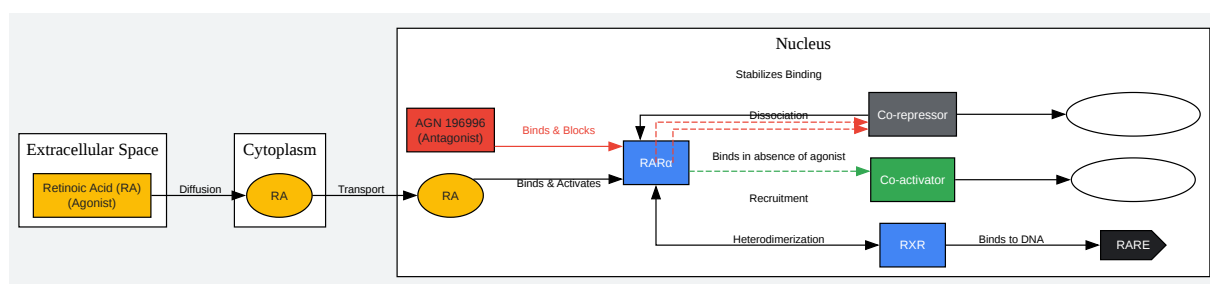 Nucleus
Stabilizes Binding
AGN 196996
(Antagonist)
Binds & Blocks
Dissociation
Co-repressor
Extracellular Space
Cytoplasm
RARα
Binds in absence of agonist
Retinoic Acid (RA)
(Agonist)
Diffusion
RA
Transport
RA
Binds & Activates
Co-activator
Recruitment
Heterodimerization
RXR
Binds to DNA
RARE